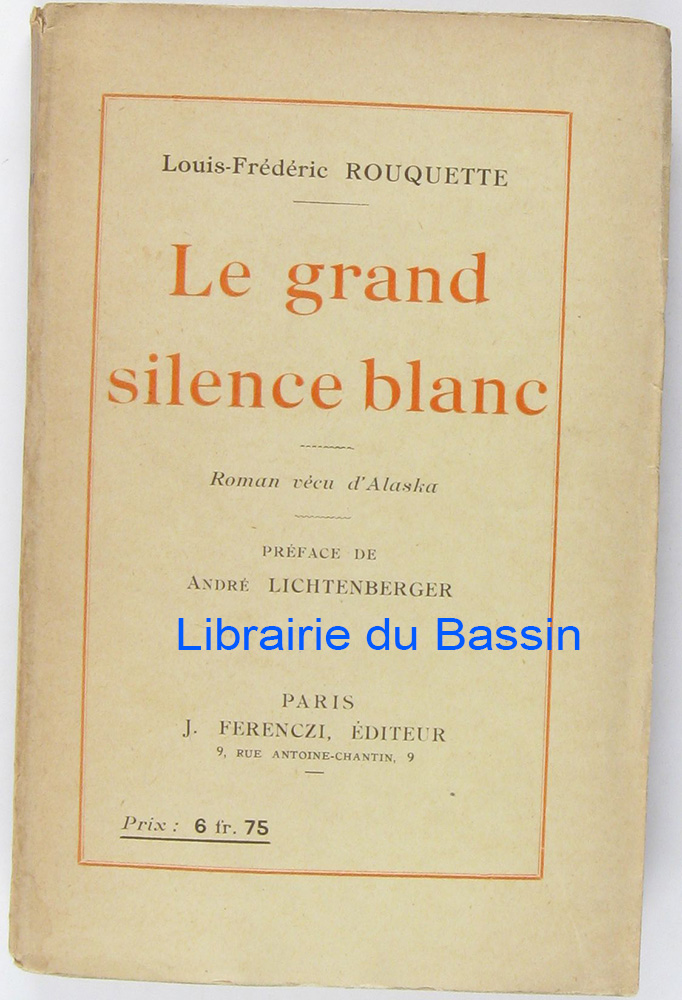 Louis-Frédéric ROUQUETTE
Le grand
silence blanc
Roman vécu d'Alaska
PRÉFACE DE
ANDRÉ LICHTENBERGER
Librairie du Bassin
PARIS
J. FERENCZI, ÉDITEUR
9, RUE ANTOINE-CHANTIN, 9
Prix : 6 fr. 75